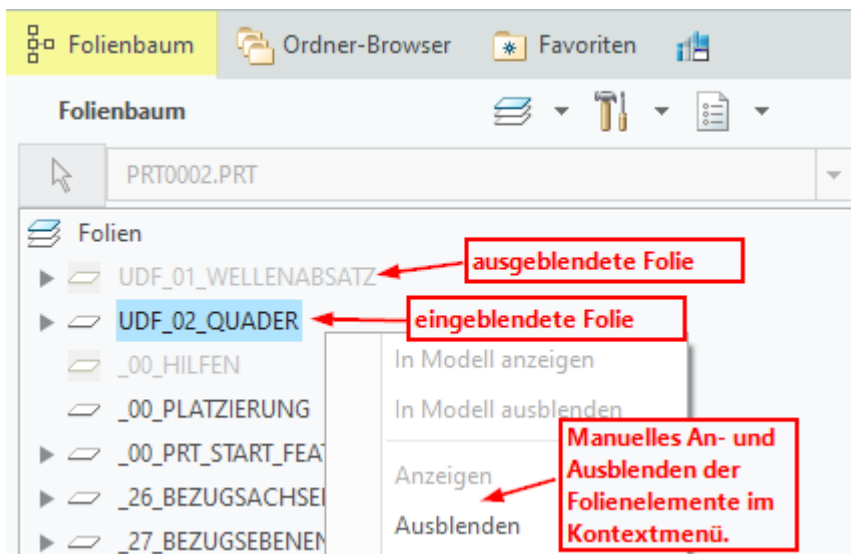 Folienbaum Ordner-Browser Favoriten
Folienbaum
PRT0002.PRT
Folien
UDF_01_WELLENABSATZ
ausgeblendete Folie
UDF_02_QUADER
eingeblendete Folie
_00_HILFEN
In Modell anzeigen
_00_PLATZIERUNG
In Modell ausblenden
_00_PRT_START_FEAT
Anzeigen
_26_BEZUGSACHSEN
Ausblenden
_27_BEZUGSEBENEN
Manuelles An- und
Ausblenden der
Folienelemente im
Kontextmenü.